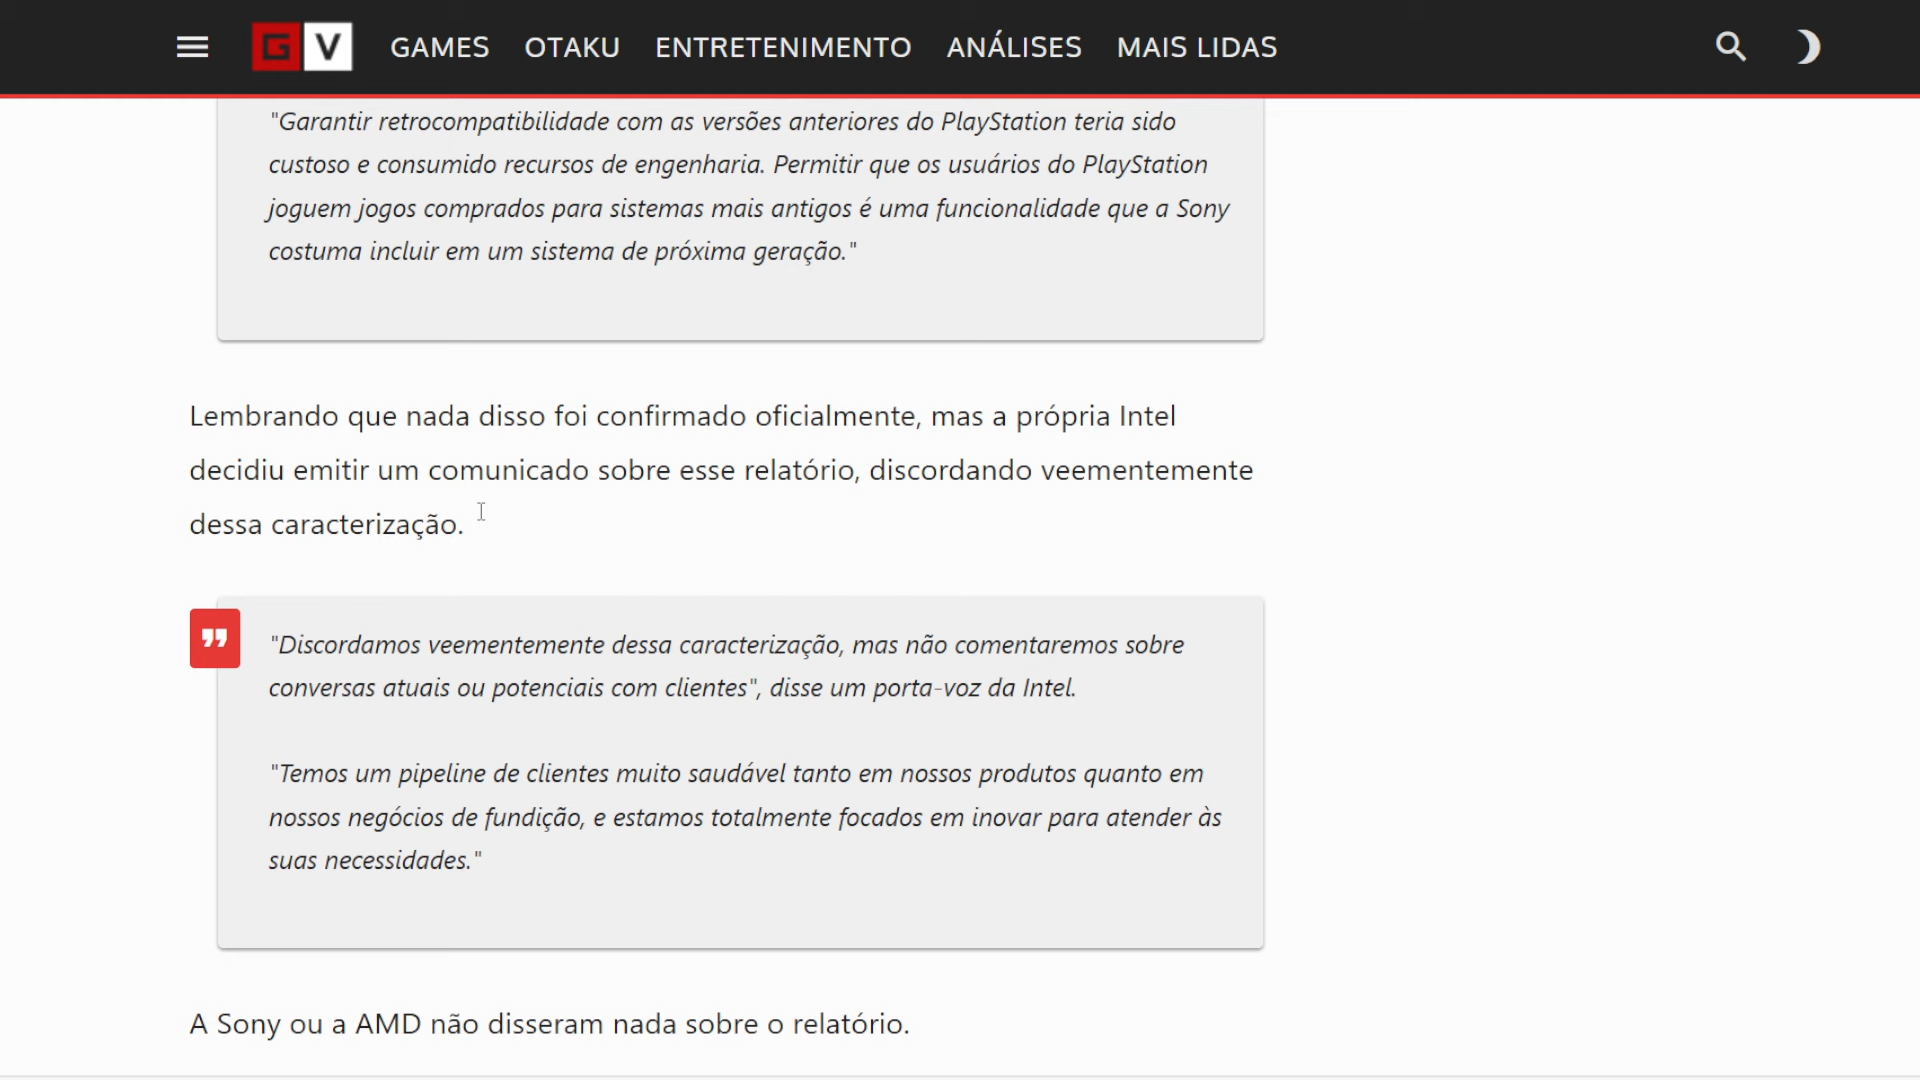 GV GAMES OTAKU ENTRETENIMENTO ANÁLISES MAIS LIDAS
"Garantir retrocompatibilidade com as versões anteriores do PlayStation teria sido
custoso e consumido recursos de engenharia. Permitir que os usuários do PlayStation
joguem jogos comprados para sistemas mais antigos é uma funcionalidade que a Sony
costuma incluir em um sistema de próxima geração."
Lembrando que nada disso foi confirmado oficialmente, mas a própria Intel
decidiu emitir um comunicado sobre esse relatório, discordando veementemente
dessa caracterização.
"Discordamos veementemente dessa caracterização, mas não comentaremos sobre
conversas atuais ou potenciais com clientes", disse um porta-voz da Intel.
"Temos um pipeline de clientes muito saudável tanto em nossos produtos quanto em
nossos negócios de fundição, e estamos totalmente focados em inovar para atender às
suas necessidades."
A Sony ou a AMD não disseram nada sobre o relatório.